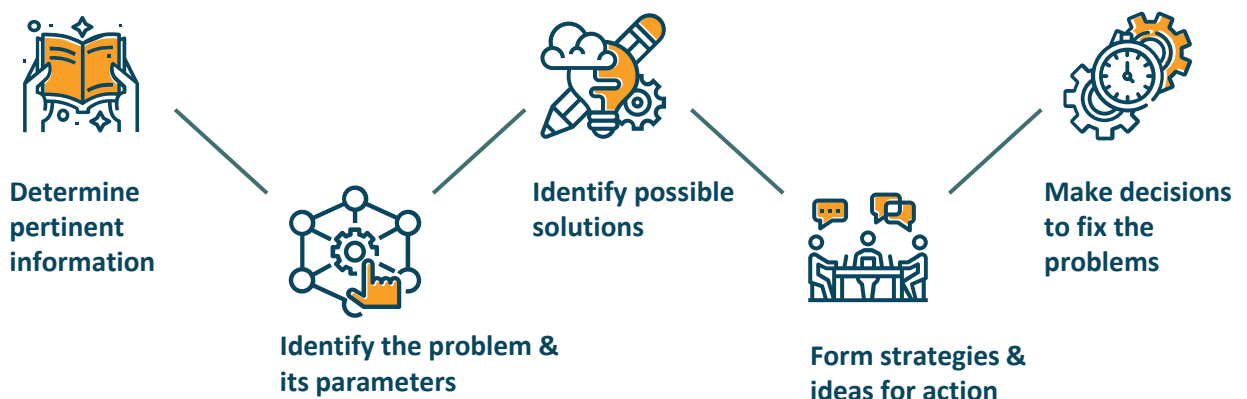 Determine
pertinent
information
Identify the problem &
its parameters
Identify possible
solutions
Form strategies &
ideas for action
Make decisions
to fix the
problems